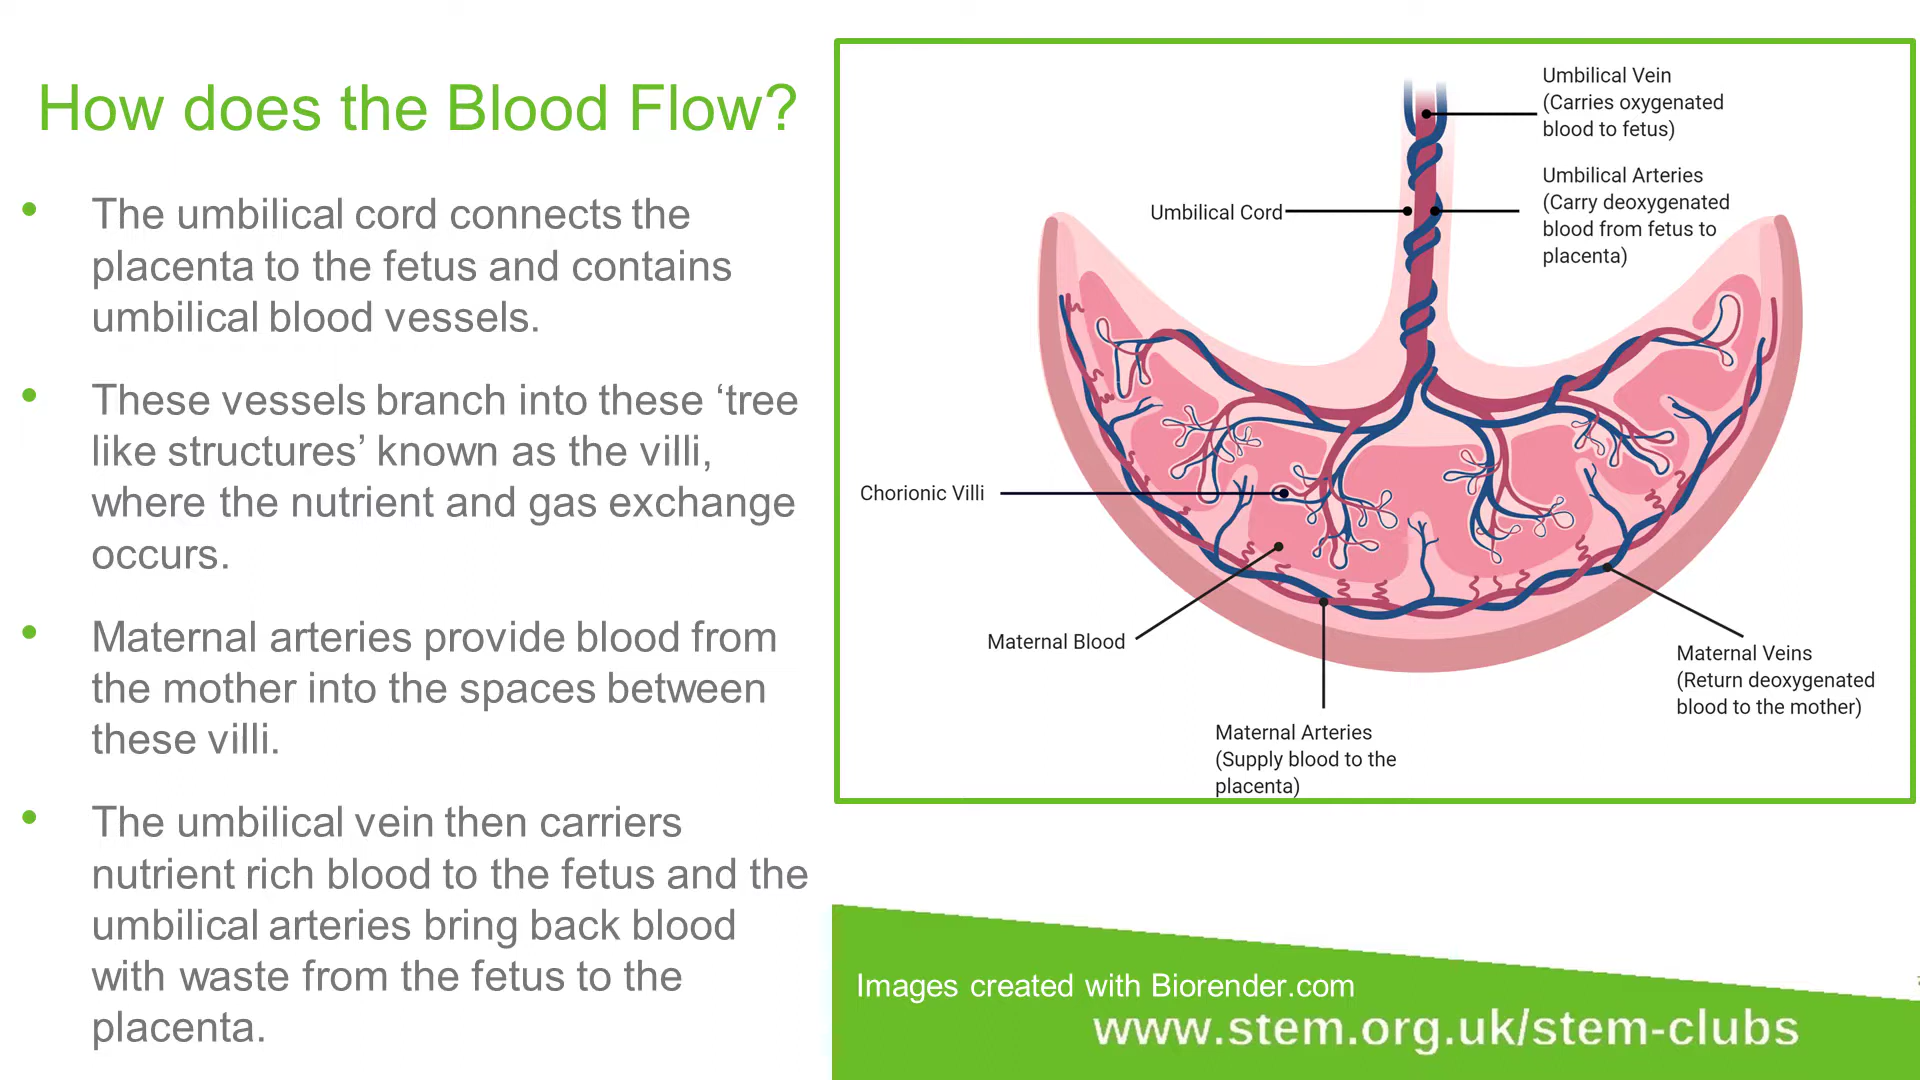 How does the Blood Flow?
• The umbilical cord connects the
placenta to the fetus and contains
umbilical blood vessels.
• These vessels branch into these ‘tree
like structures’ known as the villi,
where the nutrient and gas exchange
occurs.
• Maternal arteries provide blood from
the mother into the spaces between
these villi.
• The umbilical vein then carriers
nutrient rich blood to the fetus and the
umbilical arteries bring back blood
with waste from the fetus to the
placenta.
Umbilical Vein
(Carries oxygenated
blood to fetus)
Umbilical Arteries
(Carry deoxygenated
blood from fetus to
placenta)
Umbilical Cord
Chorionic Villi
Maternal Blood
Maternal Arteries
(Supply blood to the
placenta)
Maternal Veins
(Return deoxygenated
blood to the mother)
Images created with Biorender.com
www.stem.org.uk/stem-clubs